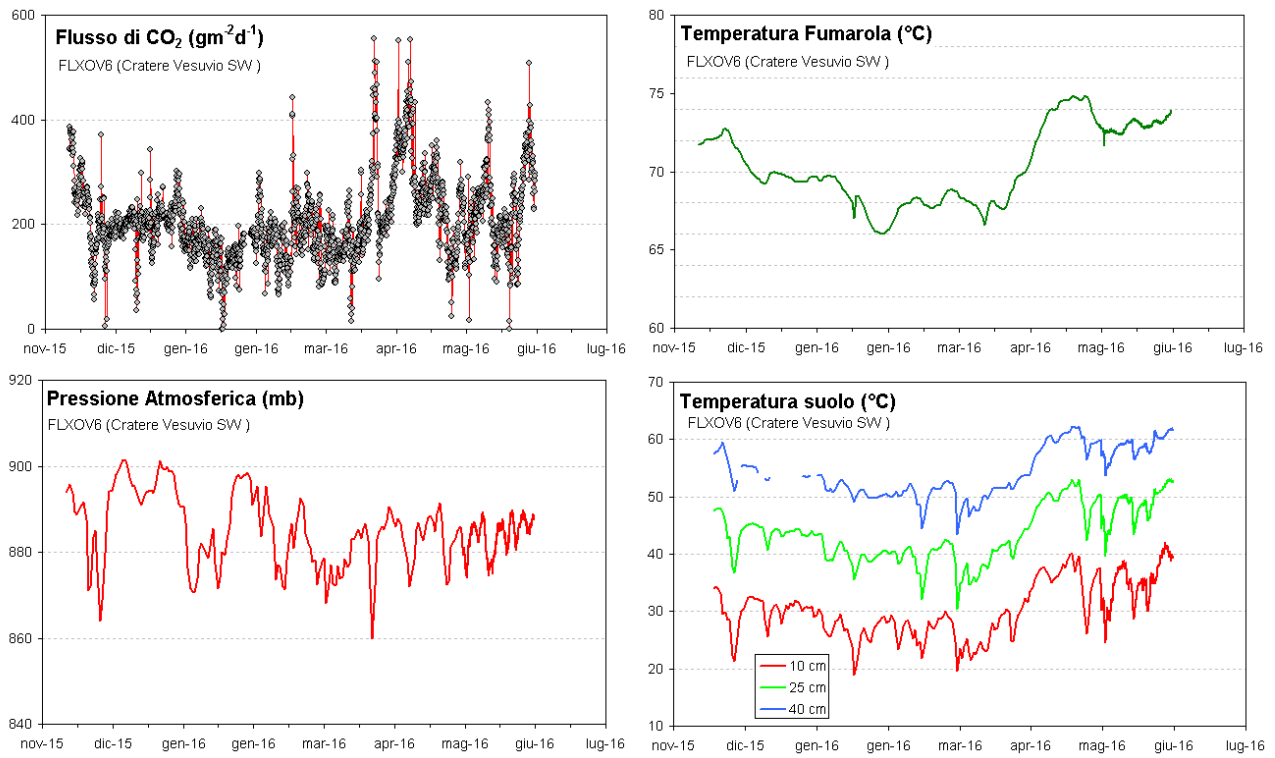 Flusso di CO₂ (gm⁻²d⁻¹)
FLXOV6 (Cratere Vesuvio SW )
600
400
200
0
nov-15 dic-15 gen-16 gen-16 mar-16 apr-16 mag-16 giu-16 lug-16
Temperatura Fumarola (°C)
FLXOV6 (Cratere Vesuvio SW )
80
75
70
65
60
nov-15 dic-15 gen-16 gen-16 mar-16 apr-16 mag-16 giu-16 lug-16
Pressione Atmosferica (mb)
FLXOV6 (Cratere Vesuvio SW )
920
900
880
860
840
nov-15 dic-15 gen-16 gen-16 mar-16 apr-16 mag-16 giu-16 lug-16
Temperatura suolo (°C)
FLXOV6 (Cratere Vesuvio SW )
70
60
50
40
30
20
10
10 cm
25 cm
40 cm
nov-15 dic-15 gen-16 gen-16 mar-16 apr-16 mag-16 giu-16 lug-16